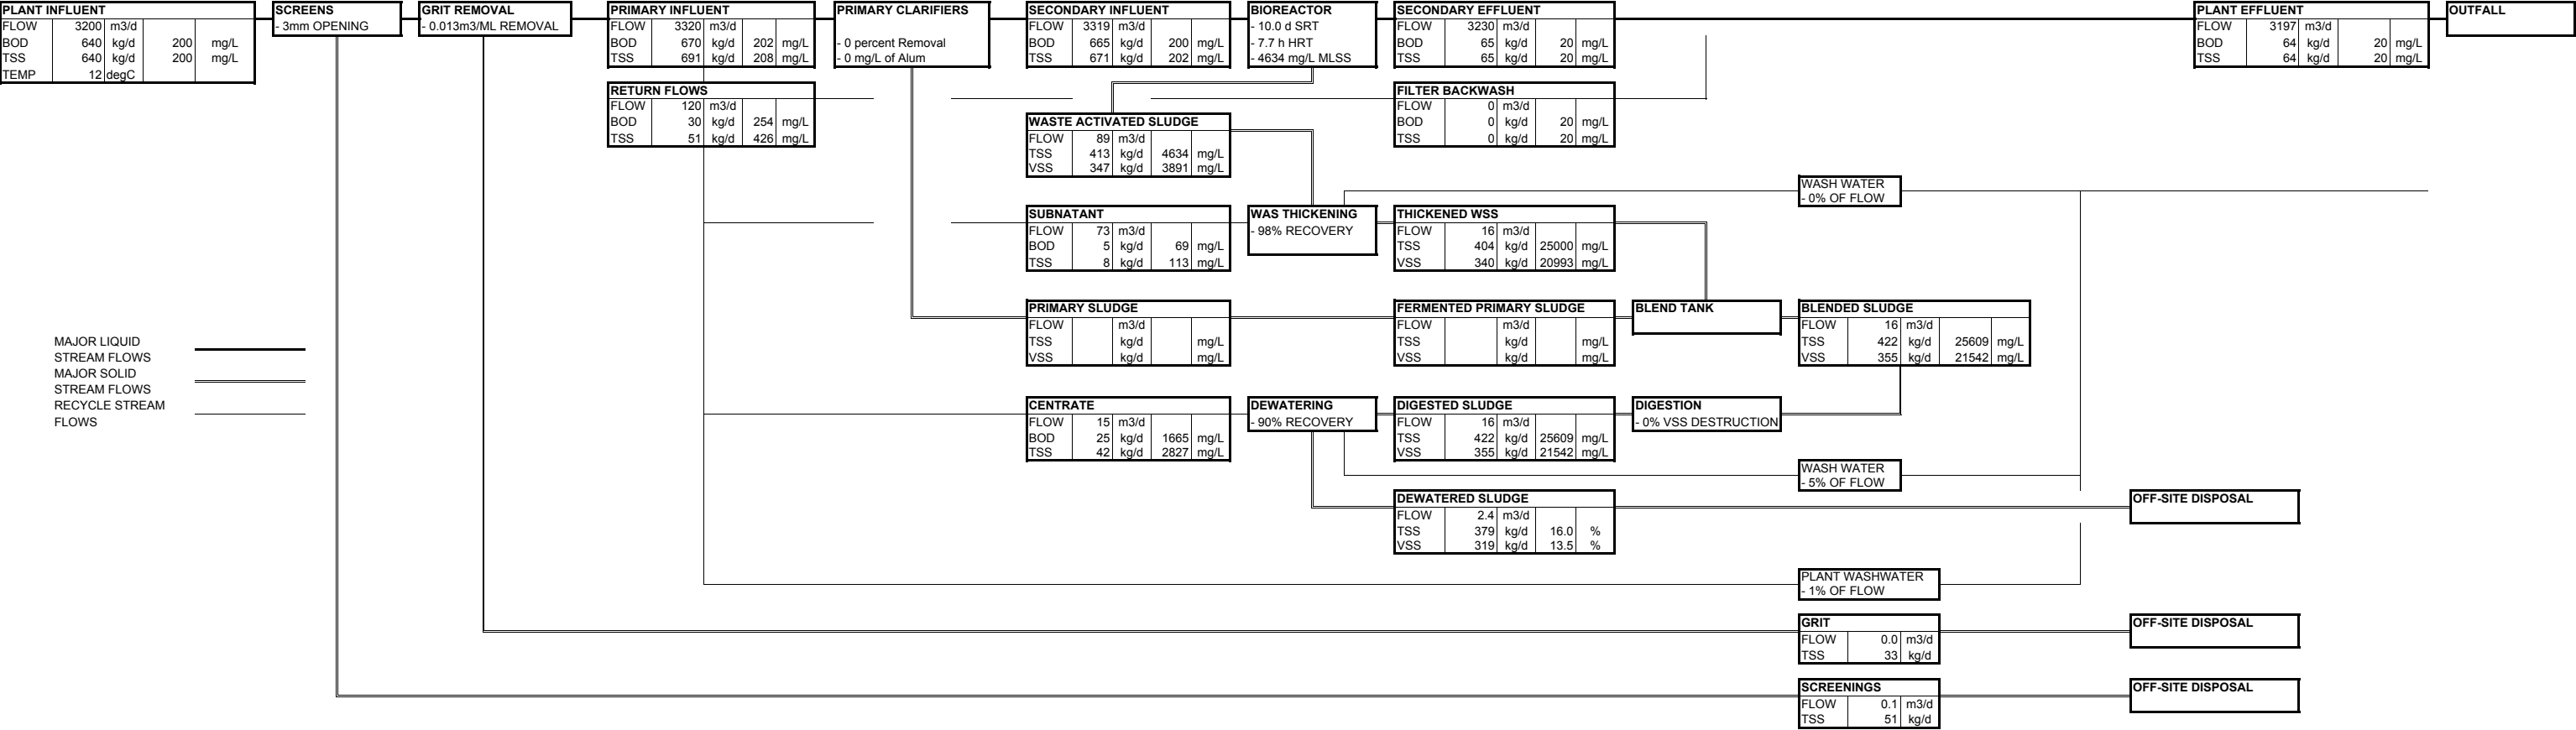 PLANT INFLUENT
FLOW 3200 m3/d
BOD 640 kg/d 200 mg/L
TSS 640 kg/d 200 mg/L
TEMP 12 degC
SCREENS
- 3mm OPENING
GRIT REMOVAL
- 0.013m3/ML REMOVAL
PRIMARY INFLUENT
FLOW 3320 m3/d
BOD 670 kg/d 202 mg/L
TSS 691 kg/d 208 mg/L
PRIMARY CLARIFIERS
- 0 percent Removal
- 0 mg/L of Alum
SECONDARY INFLUENT
FLOW 3319 m3/d
BOD 665 kg/d 200 mg/L
TSS 671 kg/d 202 mg/L
BIOREACTOR
- 10.0 d SRT
- 7.7 h HRT
- 4634 mg/L MLSS
SECONDARY EFFLUENT
FLOW 3230 m3/d
BOD 65 kg/d 20 mg/L
TSS 65 kg/d 20 mg/L
PLANT EFFLUENT
FLOW 3197 m3/d
BOD 64 kg/d 20 mg/L
TSS 64 kg/d 20 mg/L
OUTFALL
RETURN FLOWS
FLOW 120 m3/d
BOD 30 kg/d 254 mg/L
TSS 51 kg/d 426 mg/L
FILTER BACKWASH
FLOW 0 m3/d
BOD 0 kg/d 20 mg/L
TSS 0 kg/d 20 mg/L
WASTE ACTIVATED SLUDGE
FLOW 89 m3/d
TSS 413 kg/d 4634 mg/L
VSS 347 kg/d 3891 mg/L
WASH WATER
- 0% OF FLOW
SUBNATANT
FLOW 73 m3/d
BOD 5 kg/d 69 mg/L
TSS 8 kg/d 113 mg/L
WAS THICKENING
- 98% RECOVERY
THICKENED WSS
FLOW 16 m3/d
TSS 404 kg/d 25000 mg/L
VSS 340 kg/d 20993 mg/L
PRIMARY SLUDGE
FLOW m3/d
TSS kg/d mg/L
VSS kg/d mg/L
FERMENTED PRIMARY SLUDGE
FLOW m3/d
TSS kg/d mg/L
VSS kg/d mg/L
BLEND TANK
BLENDED SLUDGE
FLOW 16 m3/d
TSS 422 kg/d 25609 mg/L
VSS 355 kg/d 21542 mg/L
MAJOR LIQUID
STREAM FLOWS
MAJOR SOLID
STREAM FLOWS
RECYCLE STREAM
FLOWS
CENTRATE
FLOW 15 m3/d
BOD 25 kg/d 1665 mg/L
TSS 42 kg/d 2827 mg/L
DEWATERING
- 90% RECOVERY
DIGESTED SLUDGE
FLOW 16 m3/d
TSS 422 kg/d 25609 mg/L
VSS 355 kg/d 21542 mg/L
DIGESTION
- 0% VSS DESTRUCTION
WASH WATER
- 5% OF FLOW
DEWATERED SLUDGE
FLOW 2.4 m3/d
TSS 379 kg/d 16.0 %
VSS 319 kg/d 13.5 %
OFF-SITE DISPOSAL
PLANT WASHWATER
- 1% OF FLOW
GRIT
FLOW 0.0 m3/d
TSS 33 kg/d
OFF-SITE DISPOSAL
SCREENINGS
FLOW 0.1 m3/d
TSS 51 kg/d
OFF-SITE DISPOSAL